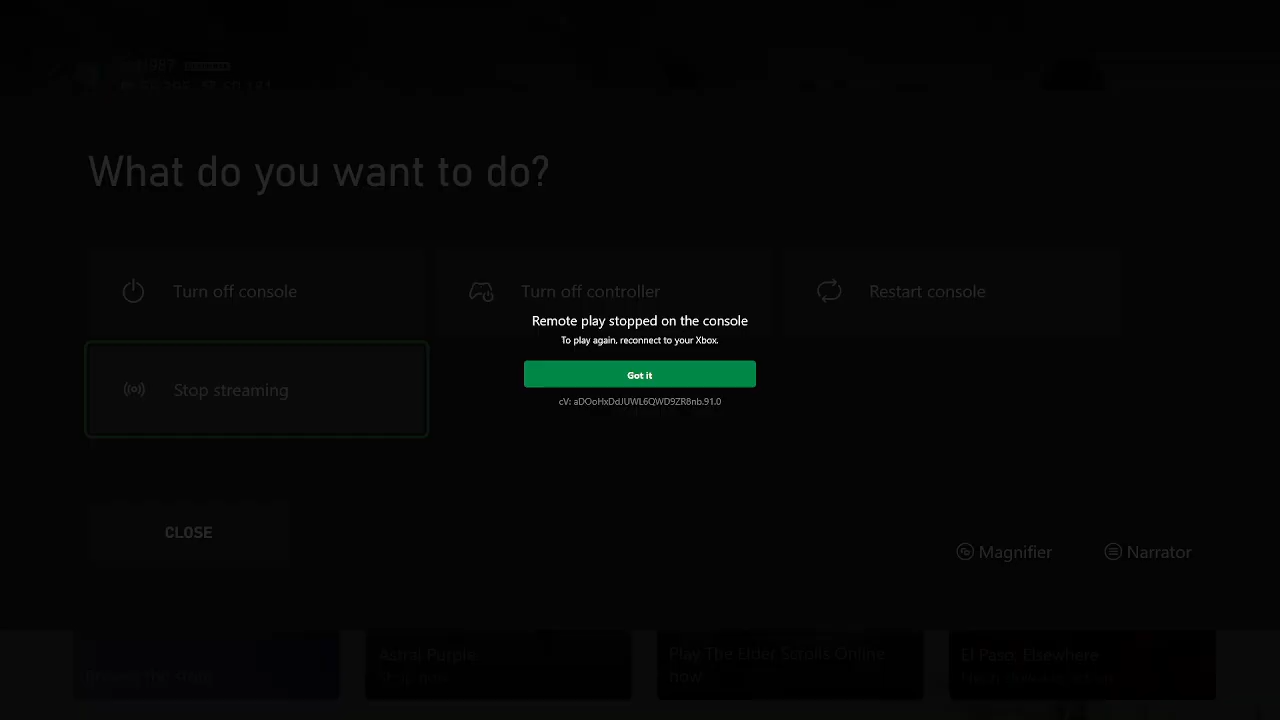 What do you want to do?
Turn off console
Turn off controller
Restart console
Remote play stopped on the console
To play again, reconnect to your Xbox.
Got it
Stop streaming
cV: aDOoHxDdJUWL6QWD9ZR8nb.91.0
CLOSE
Magnifier
Narrator
Astral Purple
Play The Elder Scrolls Online
now
El Paso, Elsewhere